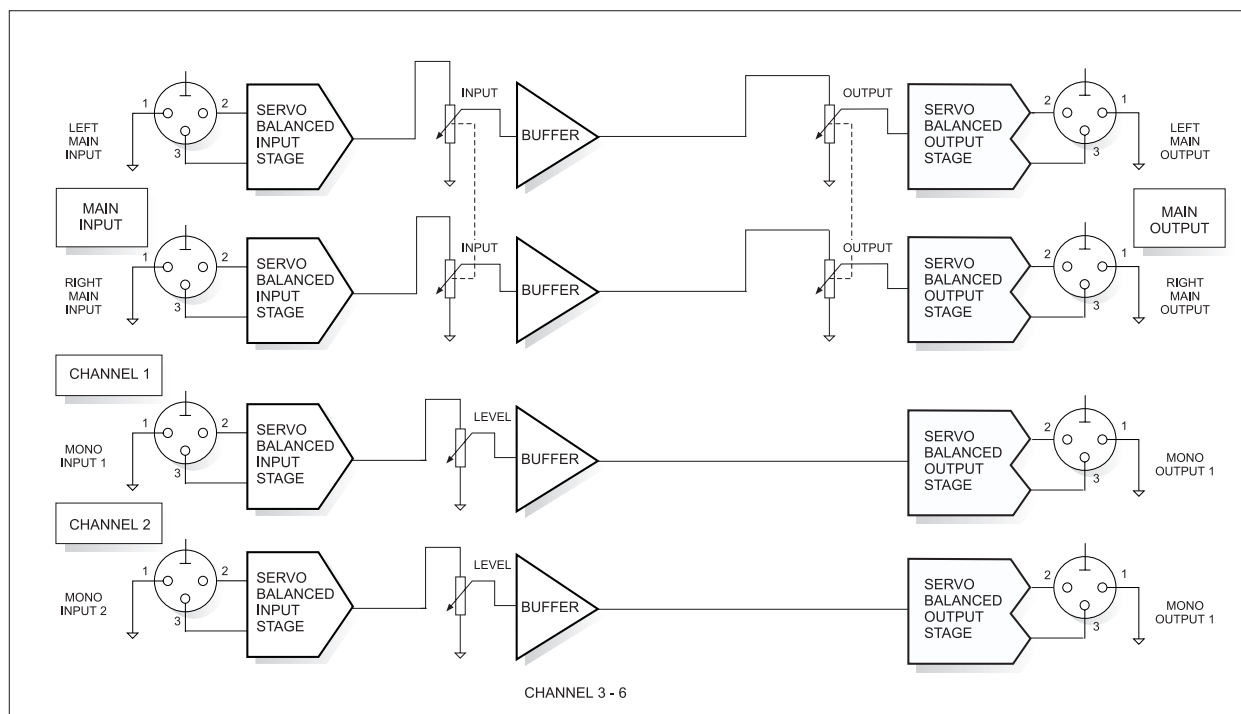 1
2
3
LEFT
MAIN
INPUT
SERVO
BALANCED
INPUT
STAGE
INPUT
BUFFER
OUTPUT
SERVO
BALANCED
OUTPUT
STAGE
2
1
3
LEFT
MAIN
OUTPUT
MAIN
INPUT
MAIN
OUTPUT
1
2
3
RIGHT
MAIN
INPUT
SERVO
BALANCED
INPUT
STAGE
INPUT
BUFFER
OUTPUT
SERVO
BALANCED
OUTPUT
STAGE
2
1
3
RIGHT
MAIN
OUTPUT
CHANNEL 1
1
2
3
MONO
INPUT 1
SERVO
BALANCED
INPUT
STAGE
LEVEL
BUFFER
SERVO
BALANCED
OUTPUT
STAGE
2
1
3
MONO
OUTPUT 1
CHANNEL 2
1
2
3
MONO
INPUT 2
SERVO
BALANCED
INPUT
STAGE
LEVEL
BUFFER
SERVO
BALANCED
OUTPUT
STAGE
2
1
3
MONO
OUTPUT 1
CHANNEL 3 - 6